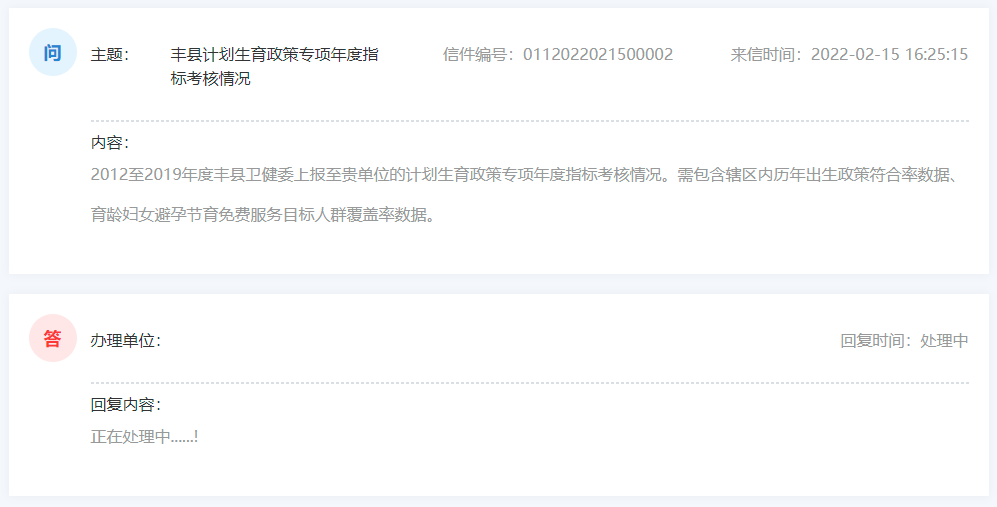 问
主题： 丰县计划生育政策专项年度指标考核情况 信件编号：0112022021500002 来信时间：2022-02-15 16:25:15
内容：
2012至2019年度丰县卫健委上报至贵单位的计划生育政策专项年度指标考核情况。需包含辖区内历年出生政策符合率数据、
育龄妇女避孕节育免费服务目标人群覆盖率数据。
答
办理单位： 回复时间：处理中
回复内容：
正在处理中......!